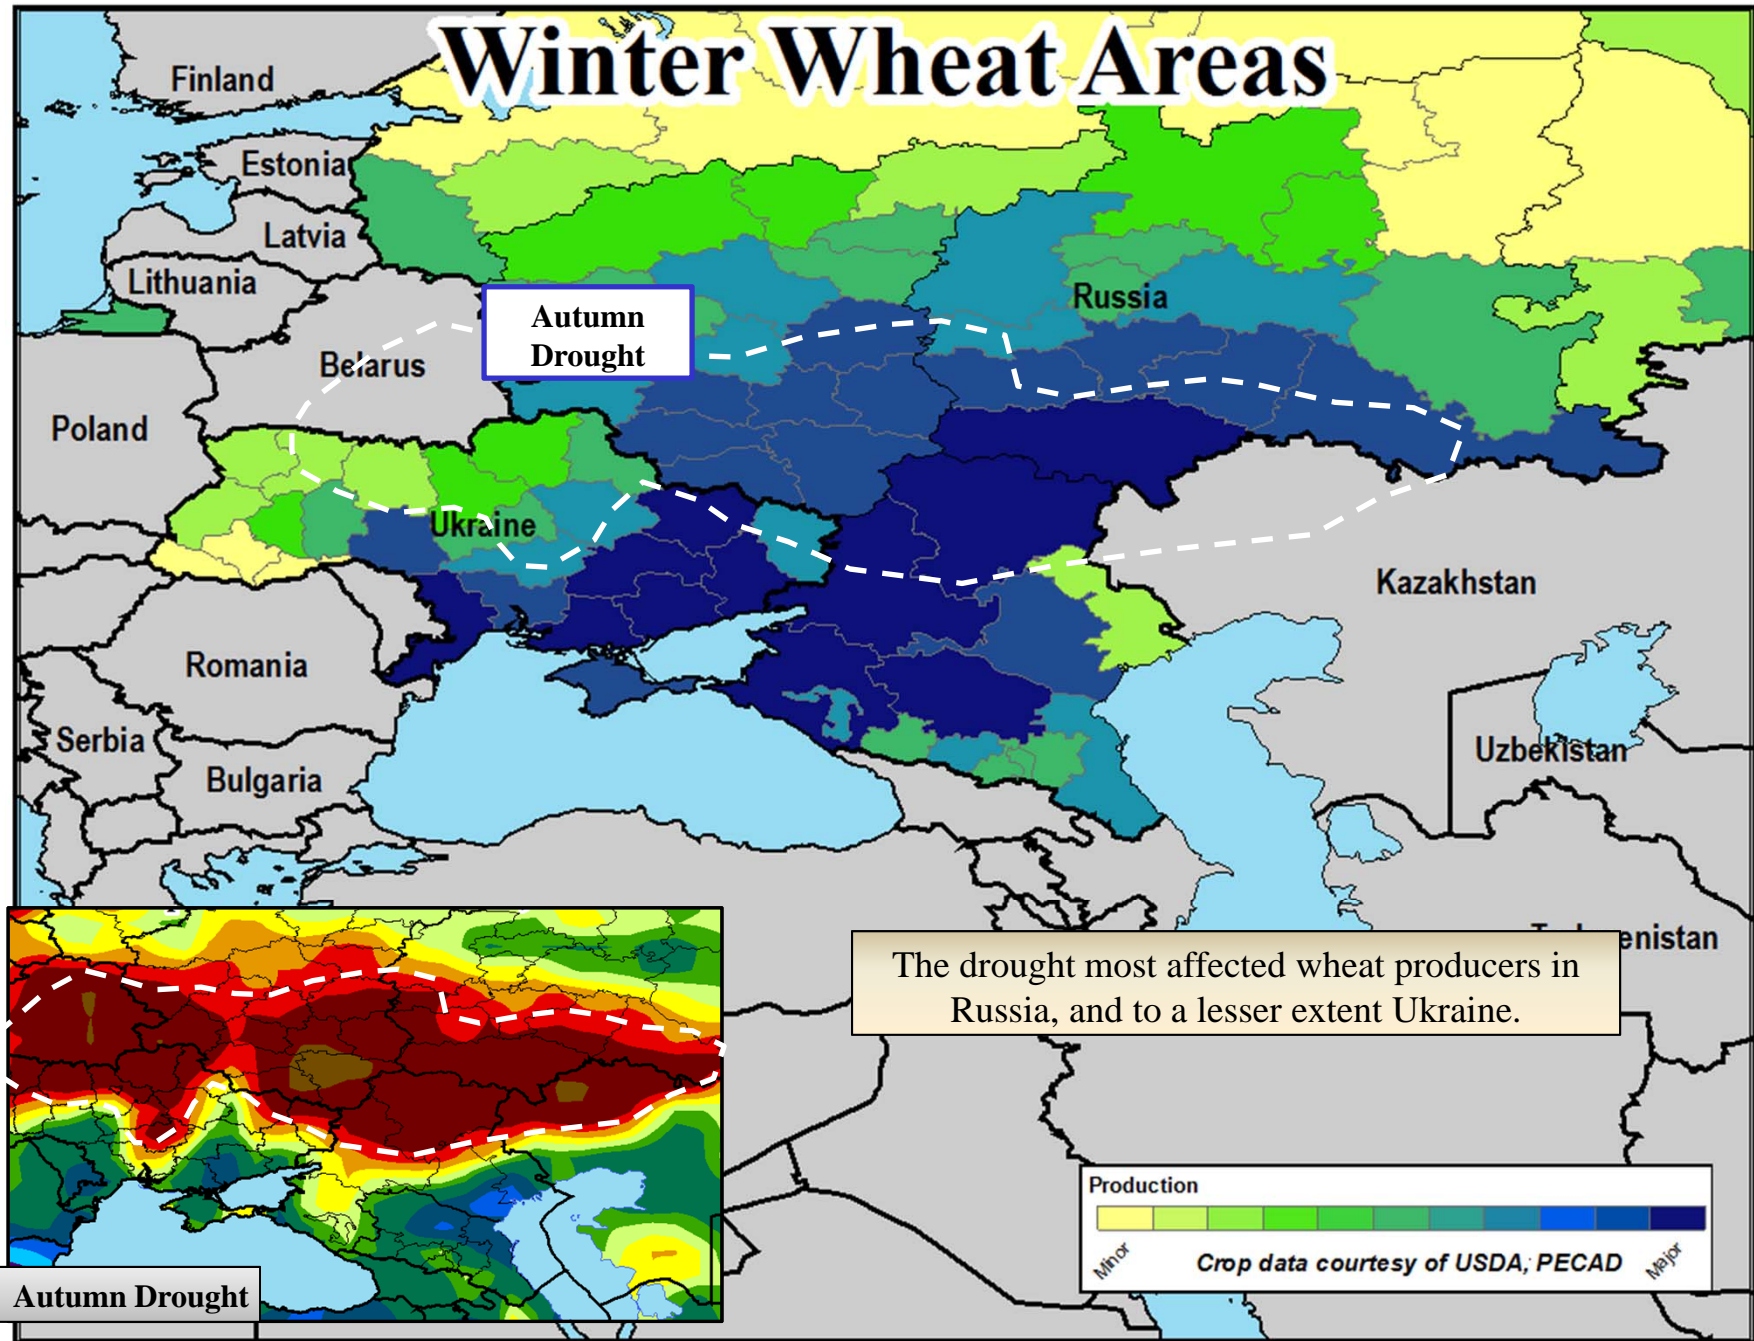 Winter Wheat Areas
Finland
Estonia
Latvia
Lithuania
Russia
Autumn
Drought
Belarus
Poland
Ukraine
Kazakhstan
Romania
Serbia
Bulgaria
Uzbekistan
enistan
The drought most affected wheat producers in
Russia, and to a lesser extent Ukraine.
Production
Minor
Major
Crop data courtesy of USDA; PECAD
Autumn Drought